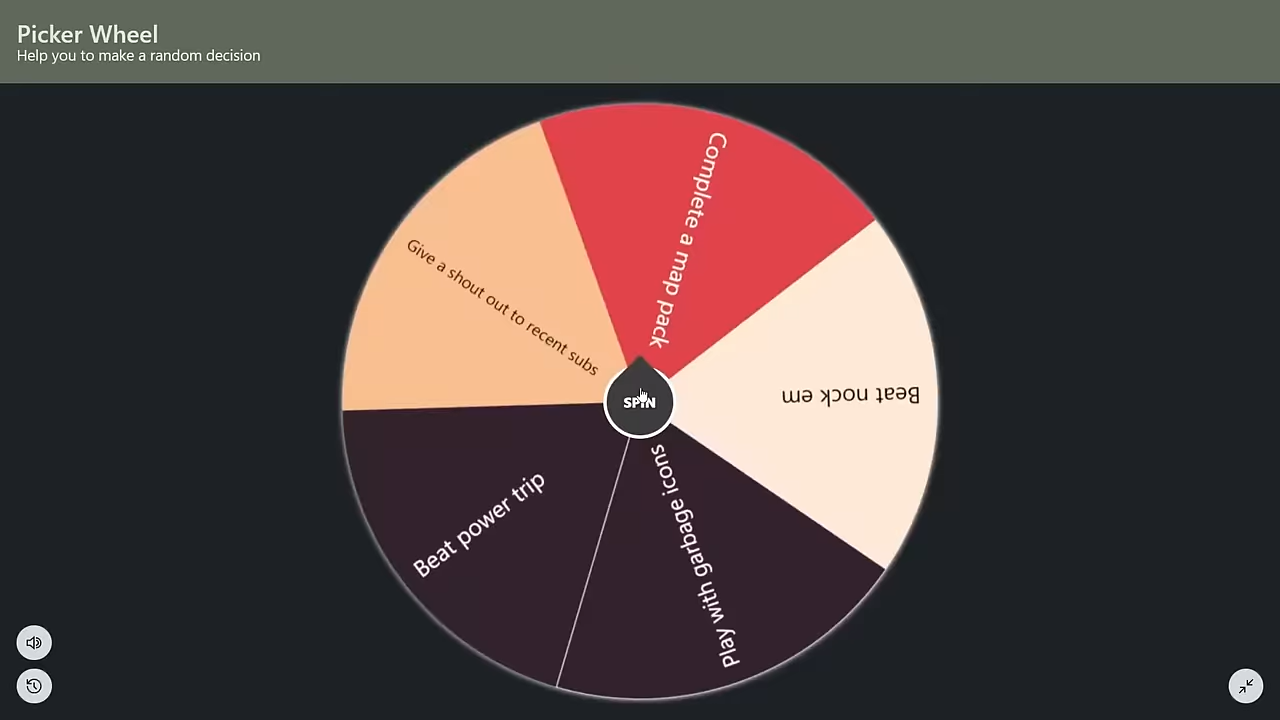 Picker Wheel
Help you to make a random decision
Complete a map pack
Give a shout out to recent subs
Beat nock em
SPIN
Beat power trip
Play with garbage icons